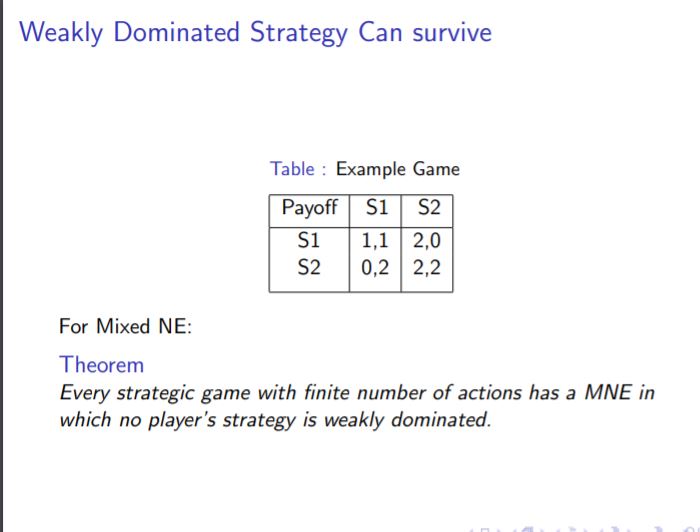 Weakly Dominated Strategy Can survive
Table : Example Game
Payoff S1 S2
S1 1,1 2,0
S2 0,2 2,2
For Mixed NE:
Theorem
Every strategic game with finite number of actions has a MNE in
which no player's strategy is weakly dominated.